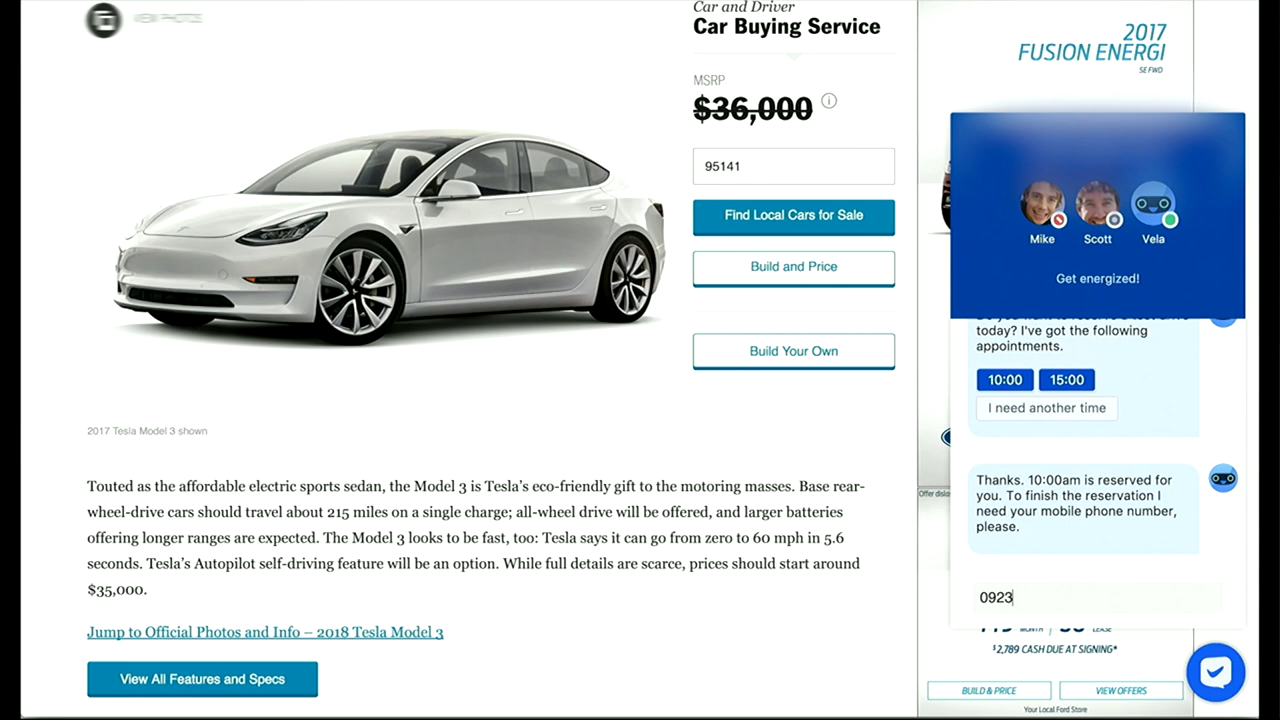 VIEW PHOTOS
Car and Driver
Car Buying Service
MSRP
$36,000
95141
Find Local Cars for Sale
Build and Price
Build Your Own
2017 Tesla Model 3 shown
Touted as the affordable electric sports sedan, the Model 3 is Tesla's eco-friendly gift to the motoring masses. Base rear-
wheel-drive cars should travel about 215 miles on a single charge; all-wheel drive will be offered, and larger batteries
offering longer ranges are expected. The Model 3 looks to be fast, too: Tesla says it can go from zero to 60 mph in 5.6
seconds. Tesla's Autopilot self-driving feature will be an option. While full details are scarce, prices should start around
$35,000.
Jump to Official Photos and Info – 2018 Tesla Model 3
View All Features and Specs
2017
FUSION ENERGI
SE FWD
Mike Scott Vela
Get energized!
today? I've got the following
appointments.
10:00 15:00
I need another time
Thanks. 10:00am is reserved for
you. To finish the reservation I
need your mobile phone number,
please.
0923
Offer
MONTH LEASE
$2,789 CASH DUE AT SIGNING*
BUILD & PRICE VIEW OFFERS
Your Local Ford Store